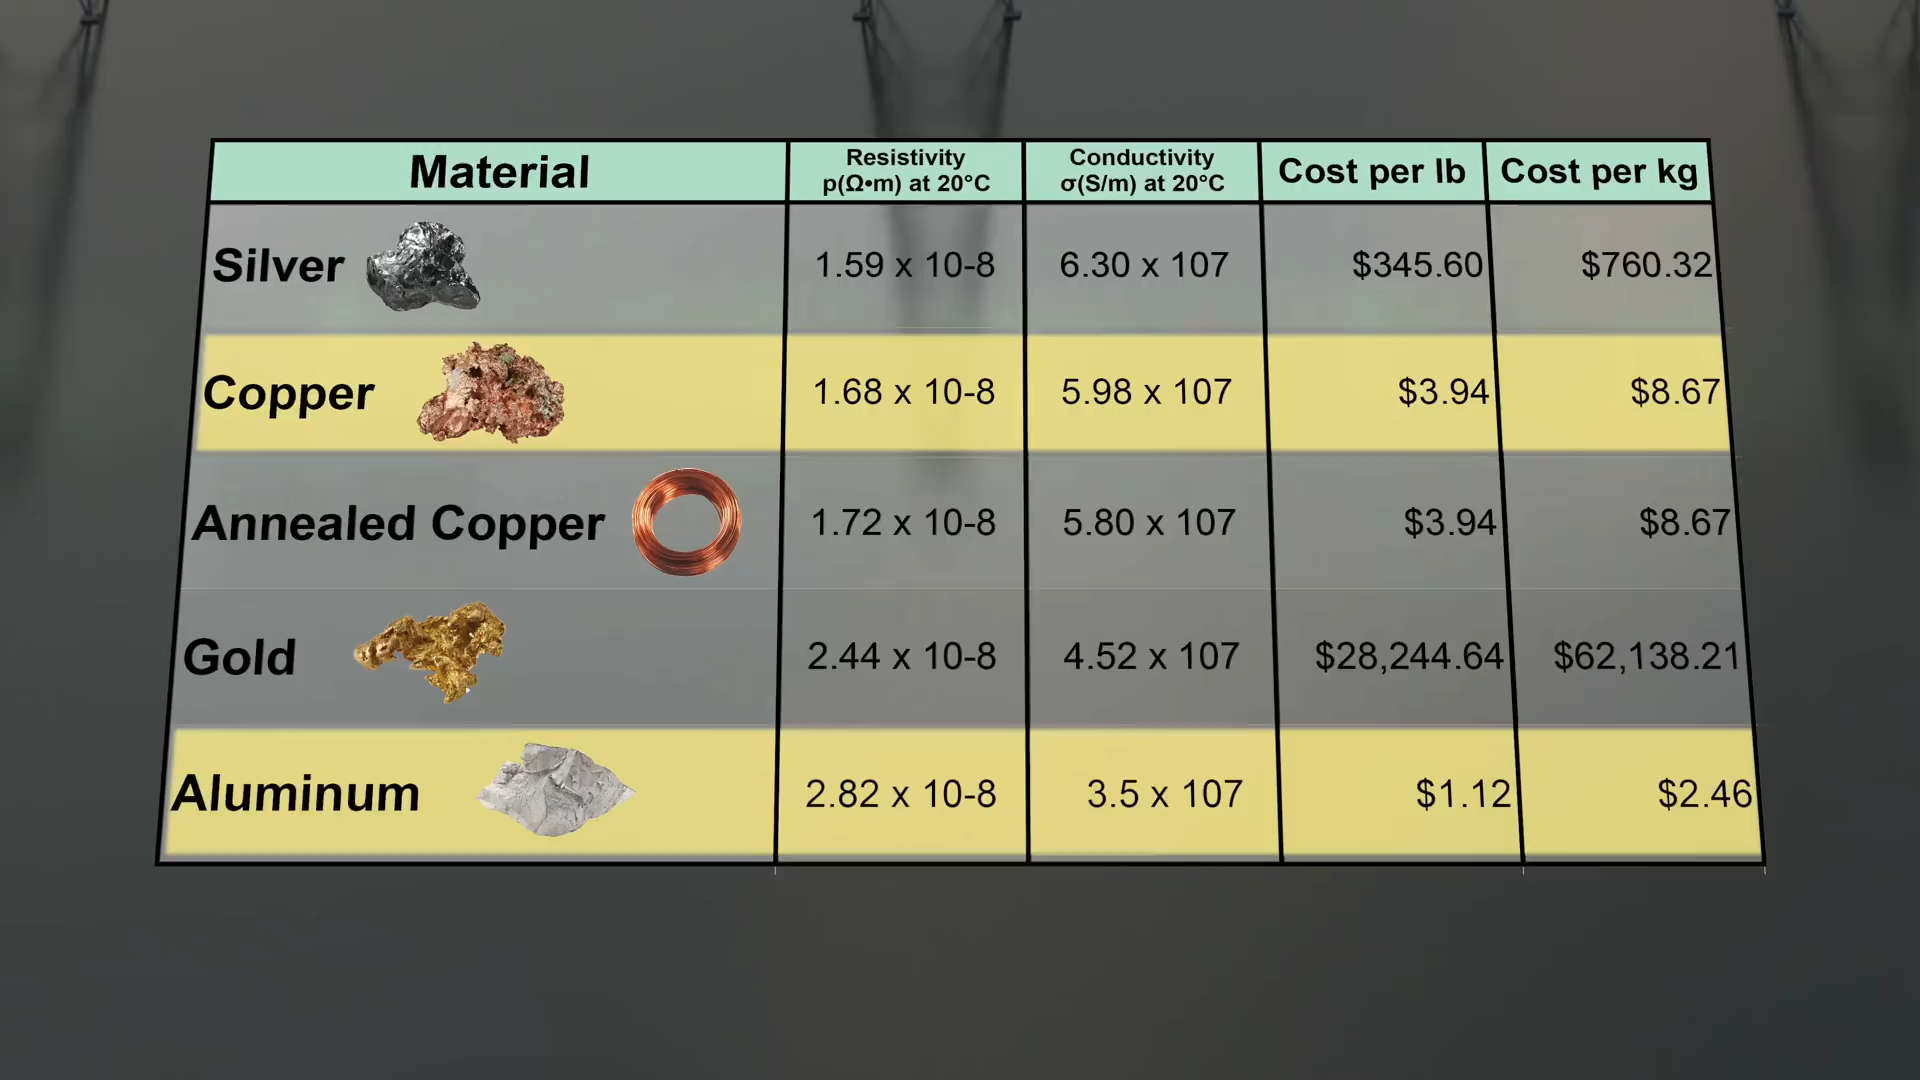 Material
Resistivity
p(Ω•m) at 20°C
Conductivity
σ(S/m) at 20°C
Cost per lb
Cost per kg
Silver 1.59 x 10-8 6.30 x 107 $345.60 $760.32
Copper 1.68 x 10-8 5.98 x 107 $3.94 $8.67
Annealed Copper 1.72 x 10-8 5.80 x 107 $3.94 $8.67
Gold 2.44 x 10-8 4.52 x 107 $28,244.64 $62,138.21
Aluminum 2.82 x 10-8 3.5 x 107 $1.12 $2.46